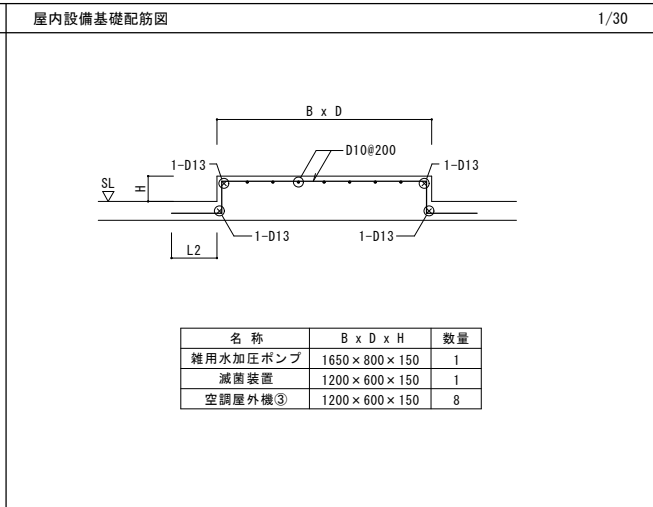 屋内設備基礎配筋図 1/30
B x D
D10@200
1-D13 1-D13
SL H
1-D13 1-D13
L2
名 称 B x D x H 数量
雑用水加圧ポンプ 1650×800×150 1
滅菌装置 1200×600×150 1
空調屋外機③ 1200×600×150 8